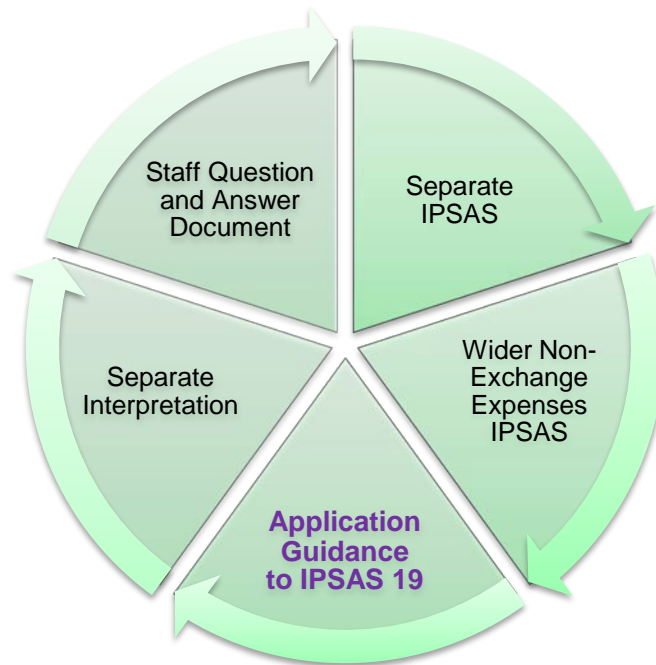 Staff Question
and Answer
Document
Separate
IPSAS
Wider Non-
Exchange
Expenses
IPSAS
Application
Guidance
to IPSAS 19
Separate
Interpretation